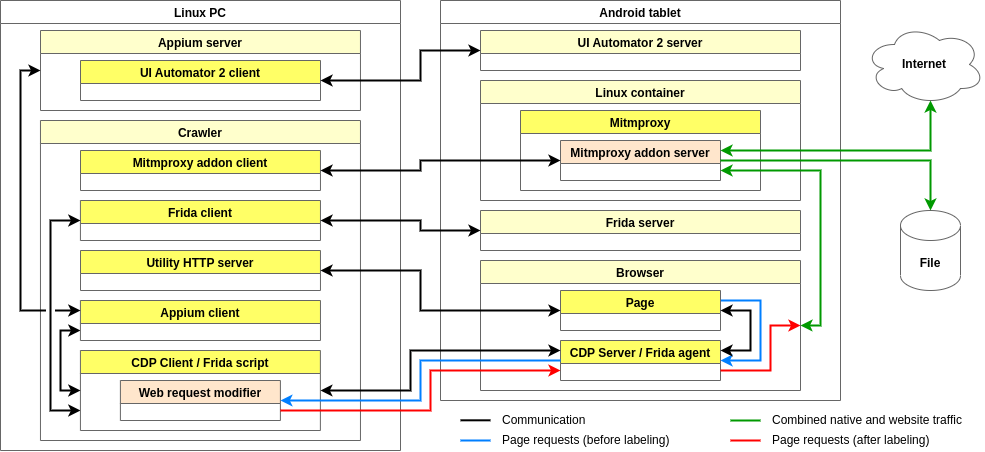 Linux PC
Appium server
UI Automator 2 client
Crawler
Mitmproxy addon client
Frida client
Utility HTTP server
Appium client
CDP Client / Frida script
Web request modifier
Android tablet
UI Automator 2 server
Linux container
Mitmproxy
Mitmproxy addon server
Frida server
Browser
Page
CDP Server / Frida agent
Internet
File
Communication
Page requests (before labeling)
Combined native and website traffic
Page requests (after labeling)